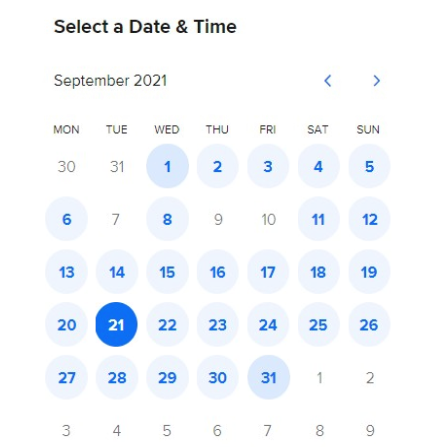 Select a Date & Time
September 2021
MON TUE WED THU FRI SAT SUN
30 31 1 2 3 4 5
6 7 8 9 10 11 12
13 14 15 16 17 18 19
20 21 22 23 24 25 26
27 28 29 30 31 1 2
3 4 5 6 7 8 9